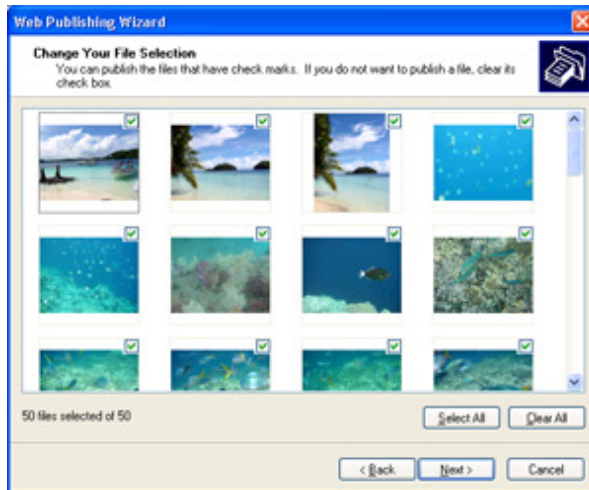 Web Publishing Wizard
Change Your File Selection
You can publish the files that have check marks. If you do not want to publish a file, clear its
check box.
50 files selected of 50
Select All
Clear All
< Back
Next >
Cancel